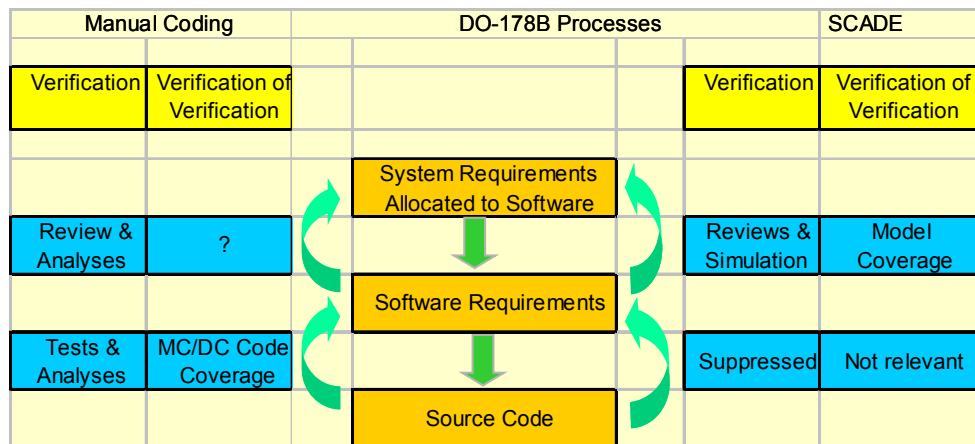 Manual Coding DO-178B Processes SCADE
Verification Verification of Verification Verification of
Verification Verification
System Requirements
Allocated to Software
Review & ? Reviews & Model
Analyses Simulation Coverage
Software Requirements
Tests & MC/DC Code Suppressed Not relevant
Analyses Coverage
Source Code